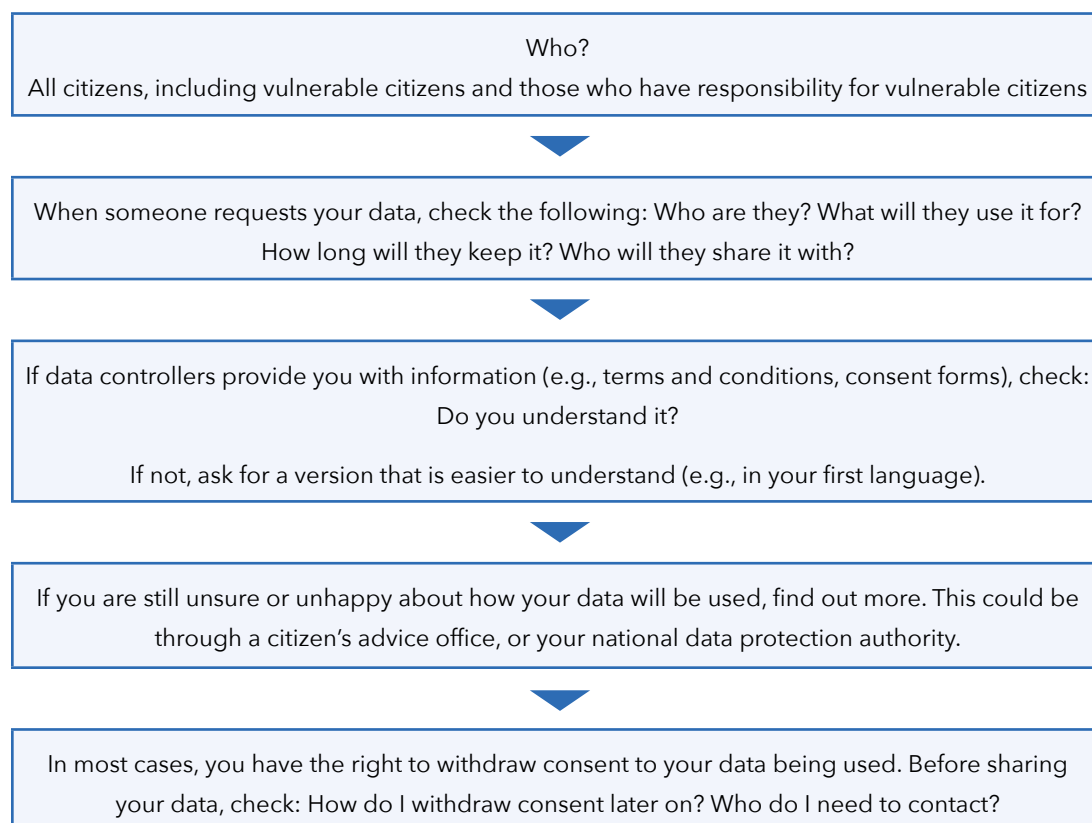 Who?
All citizens, including vulnerable citizens and those who have responsibility for vulnerable citizens
When someone requests your data, check the following: Who are they? What will they use it for?
How long will they keep it? Who will they share it with?
If data controllers provide you with information (e.g., terms and conditions, consent forms), check:
Do you understand it?
If not, ask for a version that is easier to understand (e.g., in your first language).
If you are still unsure or unhappy about how your data will be used, find out more. This could be
through a citizen’s advice office, or your national data protection authority.
In most cases, you have the right to withdraw consent to your data being used. Before sharing
your data, check: How do I withdraw consent later on? Who do I need to contact?